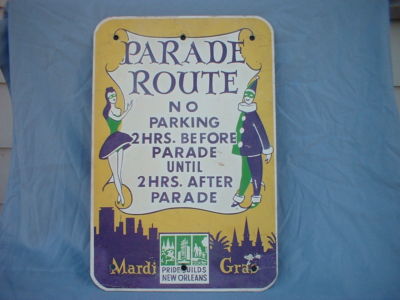 PARADE
ROUTE
NO
PARKING
2HRS. BEFORE
PARADE
UNTIL
2HRS. AFTER
PARADE
Mardi Gras
PRIDE BUILDS
NEW ORLEANS